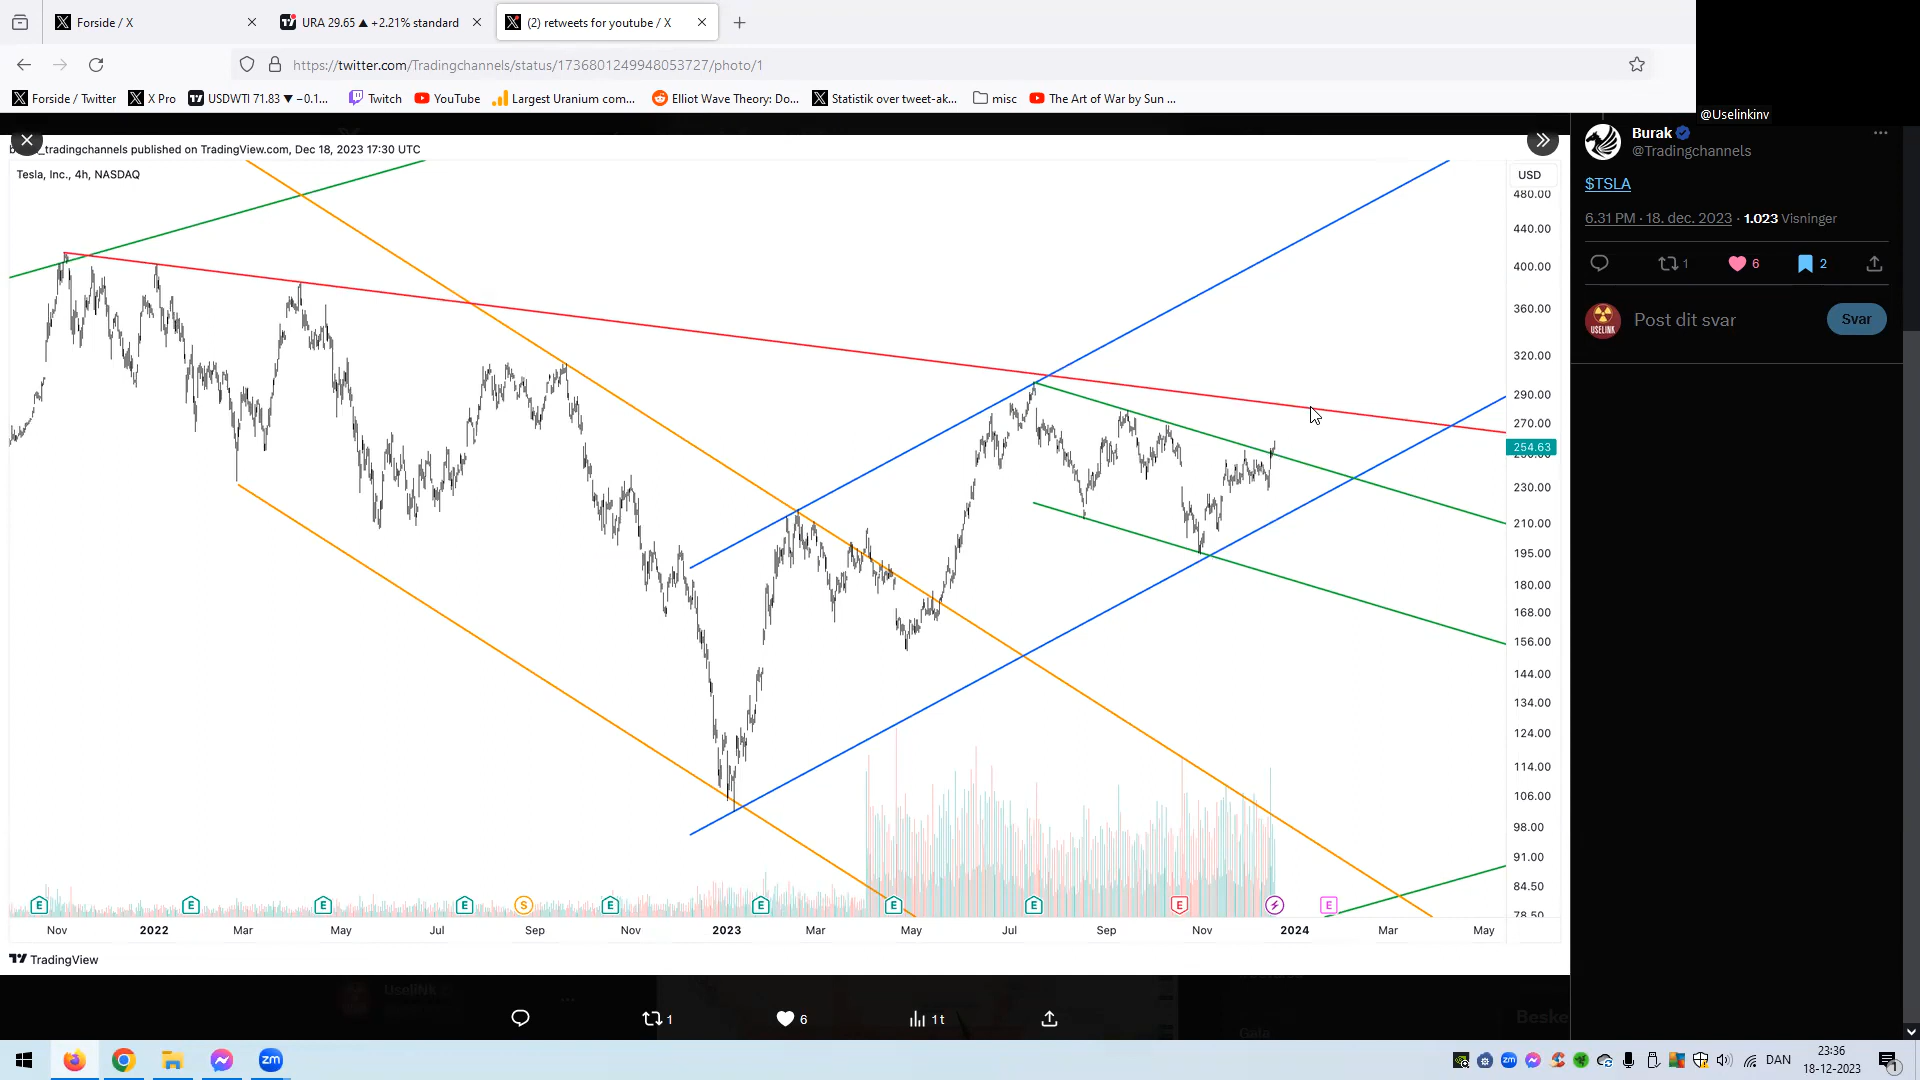 Forside / X
URA 29.65 ▲ +2.21% standard
(2) retweets for youtube / X
https://twitter.com/Tradingchannels/status/1736801249948053727/photo/1
Forside / Twitter
X Pro
USDWTI 71.83 ▼ −0.1...
Twitch
YouTube
Largest Uranium com...
Elliot Wave Theory: Do...
Statistik over tweet-ak...
misc
The Art of War by Sun ...
@Uselinkinv
_tradingchannels published on TradingView.com, Dec 18, 2023 17:30 UTC
Tesla, Inc., 4h, NASDAQ
USD
480.00
440.00
400.00
360.00
320.00
290.00
270.00
254.63
230.00
210.00
195.00
180.00
168.00
156.00
144.00
134.00
124.00
114.00
106.00
98.00
91.00
84.50
78.50
E E E E S E E E E E E
Nov 2022 Mar May Jul Sep Nov 2023 Mar May Jul Sep Nov 2024 Mar May
TradingView
Burak
@Tradingchannels
$TSLA
6.31 PM · 18. dec. 2023 · 1.023 Visninger
1 6 2
USELINK
Post dit svar
Svar
UseliNk
Beske
1 6 1t
zm
DAN
23:36
18-12-2023
1